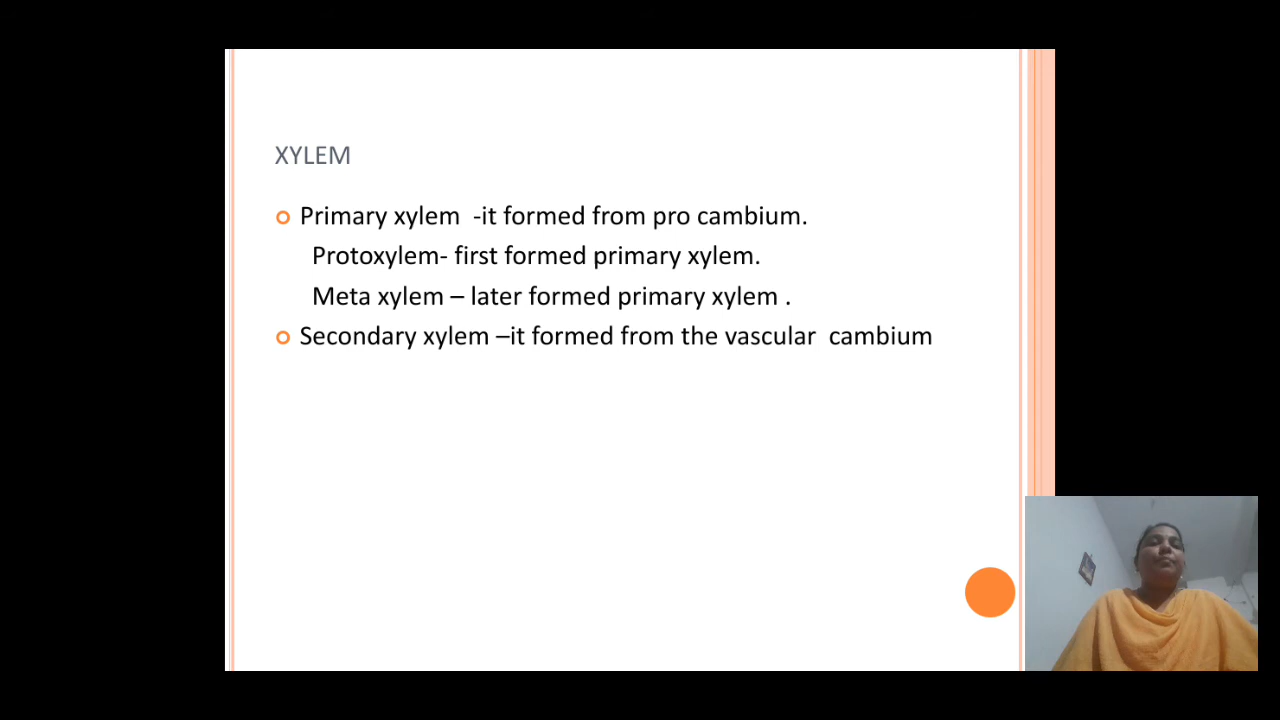 XYLEM
Primary xylem  -it formed from pro cambium.
Protoxylem- first formed primary xylem.
Meta xylem – later formed primary xylem .
Secondary xylem –it formed from the vascular  cambium